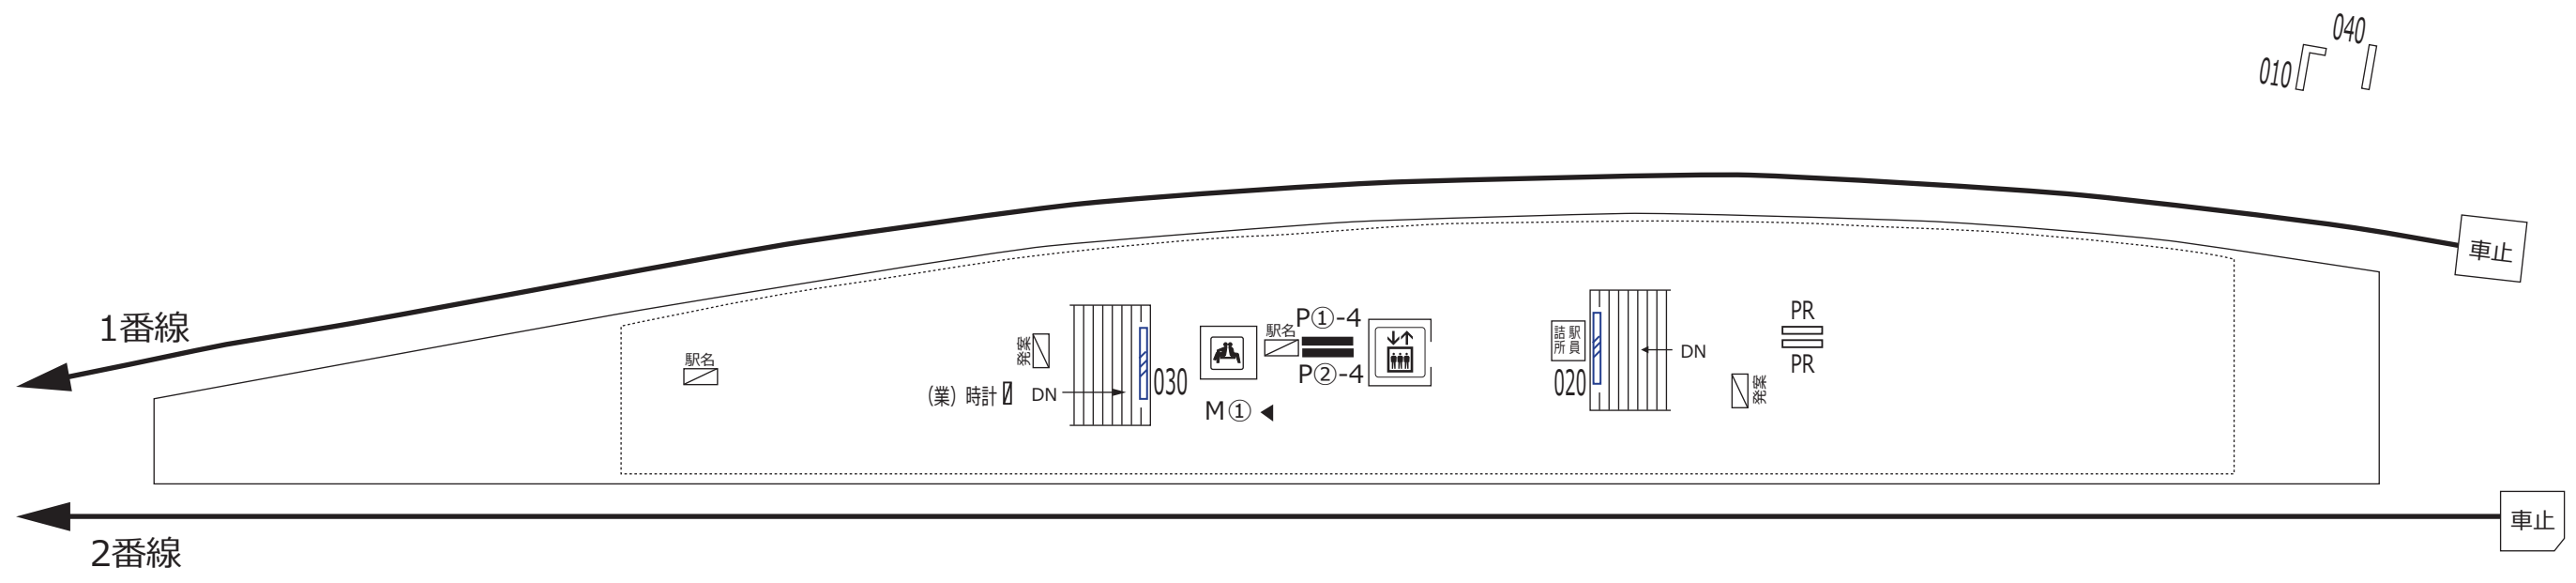 040
010
車止
1番線
駅名
発案
(業) 時計
DN
030
駅名
P①-4
P②-4
M①
詰所
駅員
020
DN
PR
PR
発案
2番線
車止